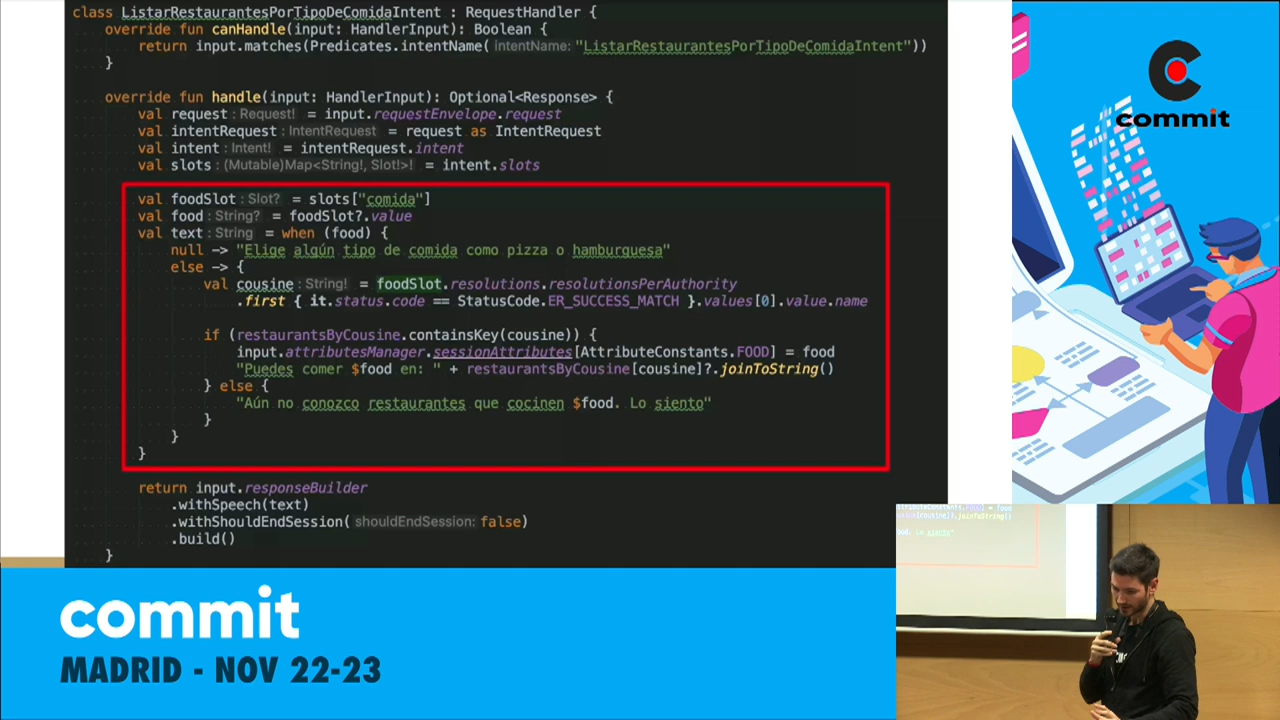 class ListarRestaurantesPorTipoDeComidaIntent : RequestHandler {
override fun canHandle(input: HandlerInput): Boolean {
return input.matches(Predicates.intentName( intentName: "ListarRestaurantesPorTipoDeComidaIntent"))
}
override fun handle(input: HandlerInput): Optional<Response> {
val request : Request! = input.requestEnvelope.request
val intentRequest : IntentRequest = request as IntentRequest
val intent : Intent! = intentRequest.intent
val slots : (Mutable)Map<String!, Slot!>! = intent.slots
val foodSlot : Slot? = slots["comida"]
val food : String? = foodSlot?.value
val text : String = when (food) {
null -> "Elige algún tipo de comida como pizza o hamburguesa"
else -> {
val cousine : String! = foodSlot.resolutions.resolutionsPerAuthority
.first { it.status.code == StatusCode.ER_SUCCESS_MATCH }.values[0].value.name
if (restaurantsByCousine.containsKey(cousine)) {
input.attributesManager.sessionAttributes[AttributeConstants.FOOD] = food
"Puedes comer $food en: " + restaurantsByCousine[cousine]?.joinToString()
} else {
"Aún no conozco restaurantes que cocinen $food. Lo siento"
}
}
}
return input.responseBuilder
.withSpeech(text)
.withShouldEndSession( shouldEndSession: false)
.build()
}
commit
commit
MADRID - NOV 22-23